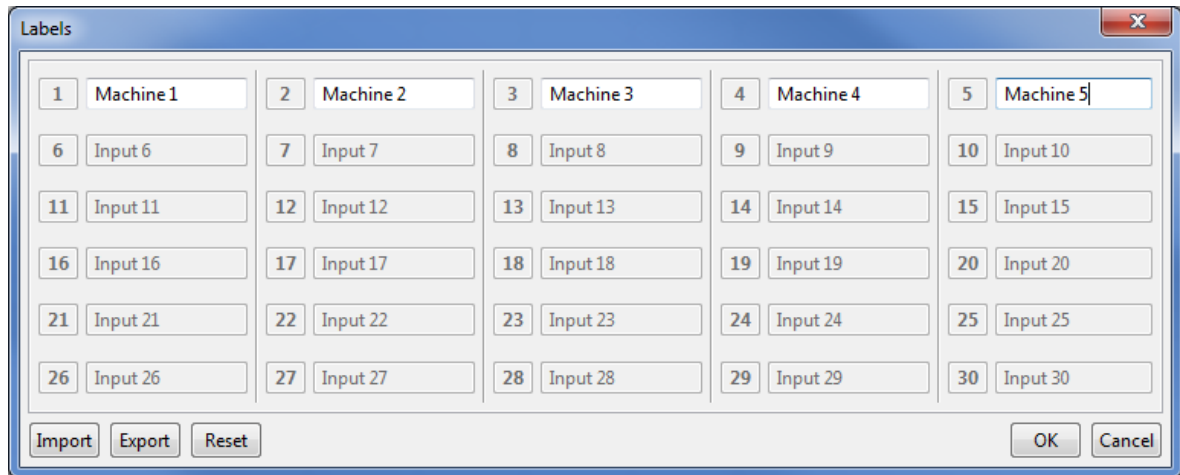 Labels
1 Machine 1 2 Machine 2 3 Machine 3 4 Machine 4 5 Machine 5
6 Input 6 7 Input 7 8 Input 8 9 Input 9 10 Input 10
11 Input 11 12 Input 12 13 Input 13 14 Input 14 15 Input 15
16 Input 16 17 Input 17 18 Input 18 19 Input 19 20 Input 20
21 Input 21 22 Input 22 23 Input 23 24 Input 24 25 Input 25
26 Input 26 27 Input 27 28 Input 28 29 Input 29 30 Input 30
Import Export Reset OK Cancel